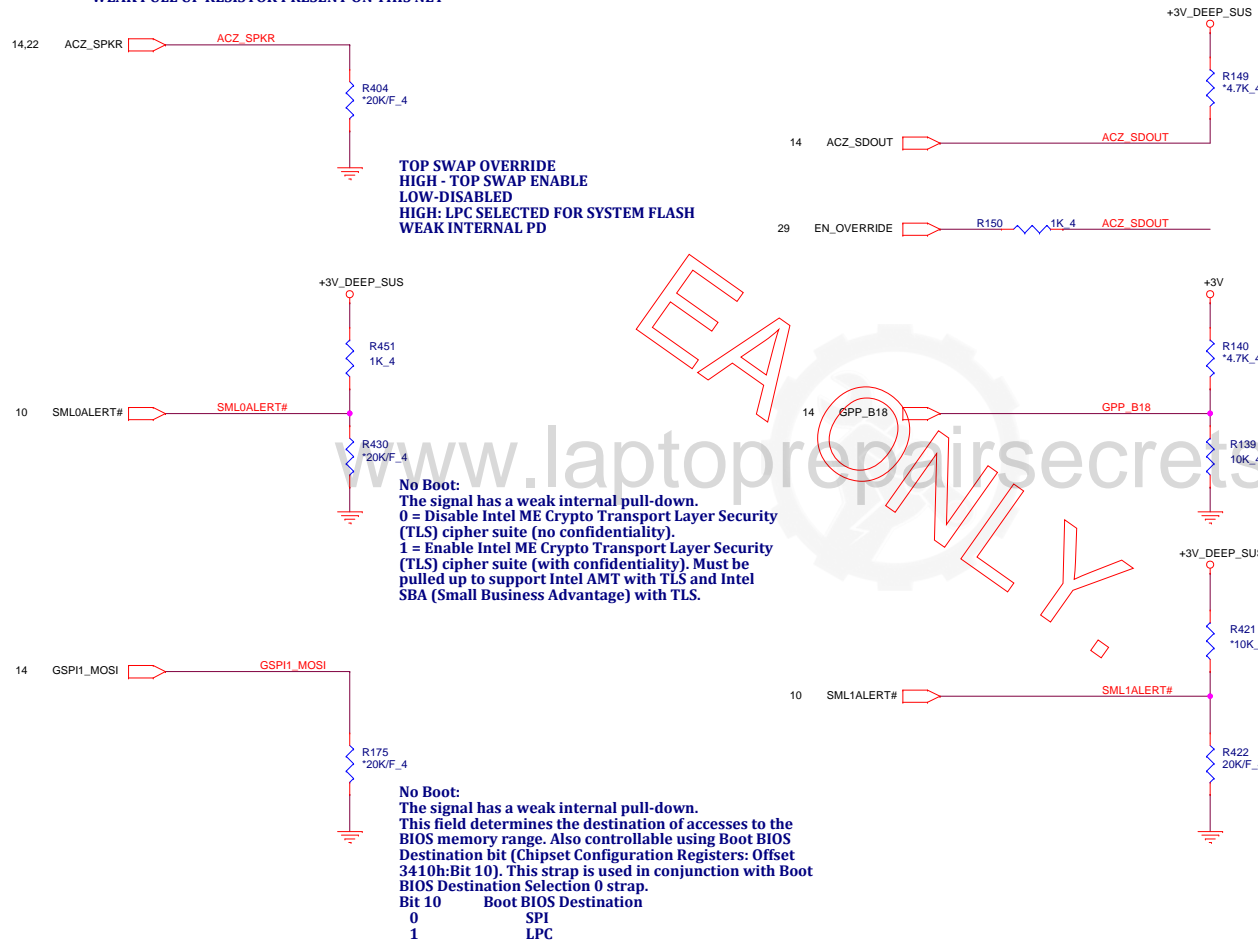 WEAK PULL UP RESISTOR PRESENT ON THIS NET
14,22 ACZ_SPKR ACZ_SPKR
R404
*20K/F_4
TOP SWAP OVERRIDE
HIGH - TOP SWAP ENABLE
LOW-DISABLED
HIGH: LPC SELECTED FOR SYSTEM FLASH
WEAK INTERNAL PD
+3V_DEEP_SUS
R451
1K_4
10 SML0ALERT# SML0ALERT#
R430
*20K/F_4
No Boot:
The signal has a weak internal pull-down.
0 = Disable Intel ME Crypto Transport Layer Security
(TLS) cipher suite (no confidentiality).
1 = Enable Intel ME Crypto Transport Layer Security
(TLS) cipher suite (with confidentiality). Must be
pulled up to support Intel AMT with TLS and Intel
SBA (Small Business Advantage) with TLS.
14 GSPI1_MOSI GSPI1_MOSI
R175
*20K/F_4
No Boot:
The signal has a weak internal pull-down.
This field determines the destination of accesses to the
BIOS memory range. Also controllable using Boot BIOS
Destination bit (Chipset Configuration Registers: Offset
3410h:Bit 10). This strap is used in conjunction with Boot
BIOS Destination Selection 0 strap.
Bit 10 Boot BIOS Destination
0 SPI
1 LPC
+3V_DEEP_SUS
R149
*4.7K_4
14 ACZ_SDOUT ACZ_SDOUT
29 EN_OVERRIDE R150 1K_4 ACZ_SDOUT
+3V
R140
*4.7K_4
14 GPP_B18 GPP_B18
R139
10K_4
+3V_DEEP_SUS
R421
*10K_
10 SML1ALERT# SML1ALERT#
R422
20K/F_
EA ONLY.
www.laptoprepairsecrets